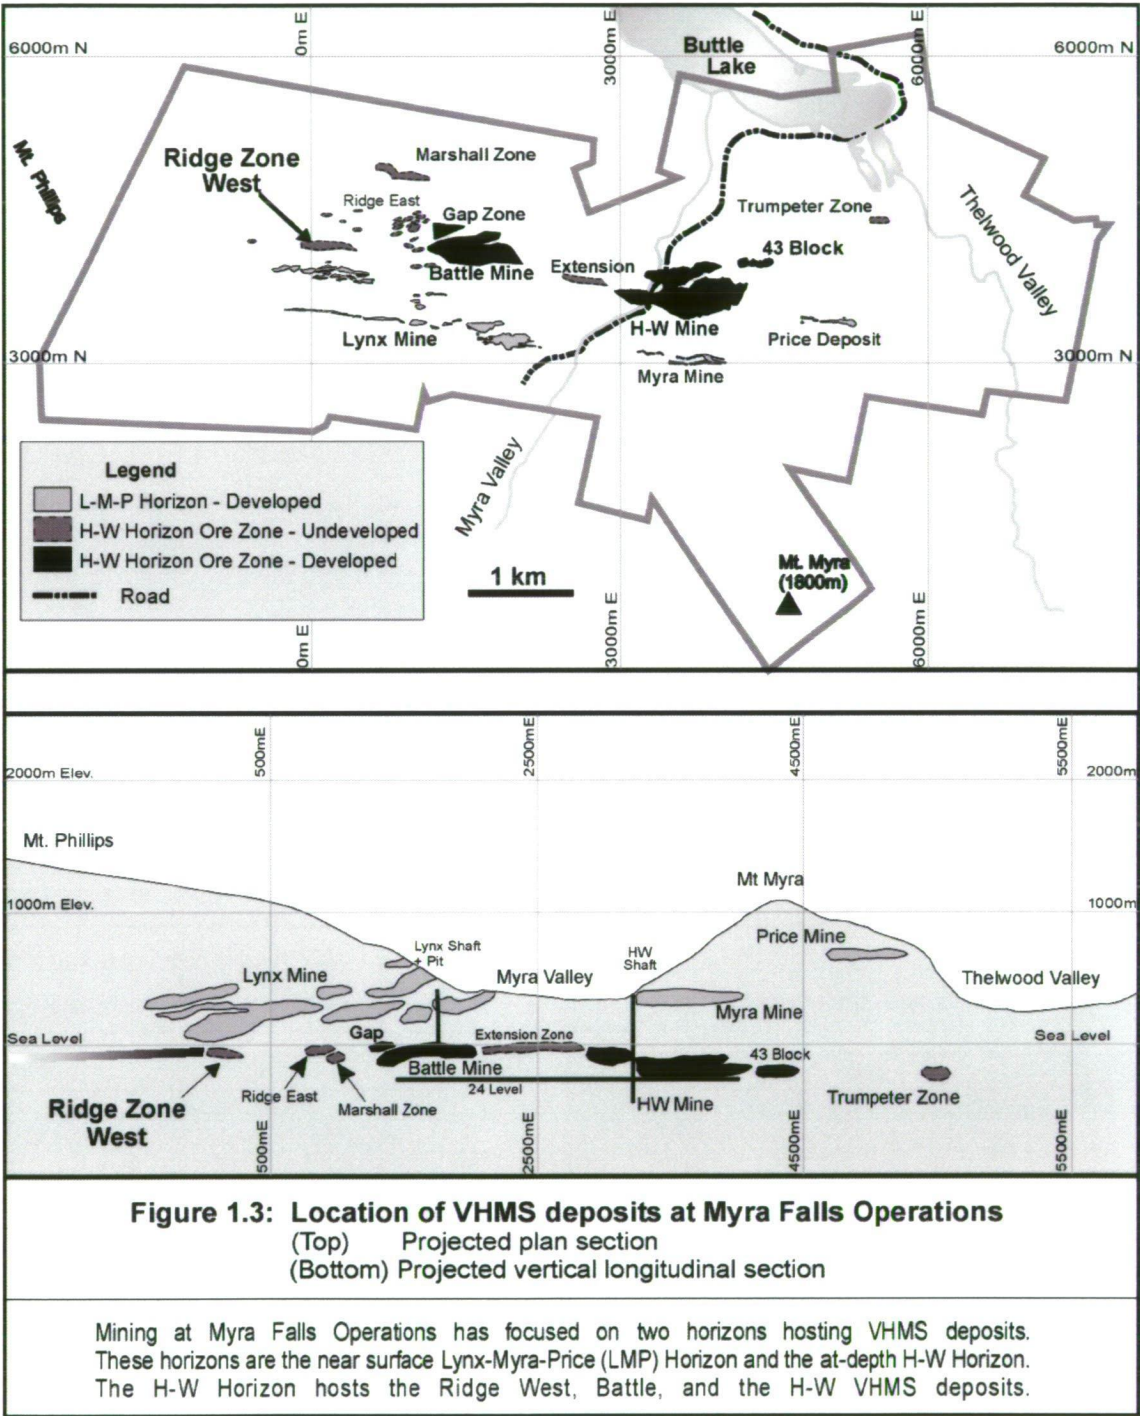 0m E
3000m E
6000m E
6000m N
6000m N
Buttle
Lake
Mt. Phillips
Ridge Zone
West
Marshall Zone
Ridge East
Gap Zone
Trumpeter Zone
Thelwood Valley
43 Block
Battle Mine
Extension
Lynx Mine
H-W Mine
Price Deposit
3000m N
3000m N
Myra Mine
Myra Valley
Legend
L-M-P Horizon - Developed
H-W Horizon Ore Zone - Undeveloped
H-W Horizon Ore Zone - Developed
Road
1 km
Mt. Myra
(1800m)
0m E
3000m E
6000m E
500mE
2500mE
4500mE
5500mE
2000m Elev.
2000m
Mt. Phillips
Mt Myra
1000m Elev.
1000m
Lynx Shaft
+ Pit
HW
Shaft
Price Mine
Lynx Mine
Myra Valley
Thelwood Valley
Myra Mine
Sea Level
Gap
Extension Zone
Sea Level
43 Block
Battle Mine
24 Level
Ridge East
Marshall Zone
HW Mine
Trumpeter Zone
Ridge Zone
West
500mE
2500mE
4500mE
5500mE
Figure 1.3: Location of VHMS deposits at Myra Falls Operations
(Top) Projected plan section
(Bottom) Projected vertical longitudinal section
Mining at Myra Falls Operations has focused on two horizons hosting VHMS deposits.
These horizons are the near surface Lynx-Myra-Price (LMP) Horizon and the at-depth H-W Horizon.
The H-W Horizon hosts the Ridge West, Battle, and the H-W VHMS deposits.